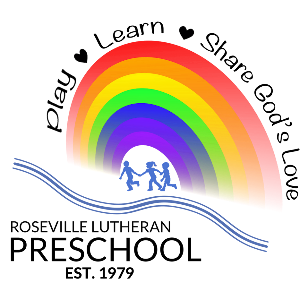 Play ♥ Learn ♥ Share God's Love
ROSEVILLE LUTHERAN
PRESCHOOL
EST. 1979